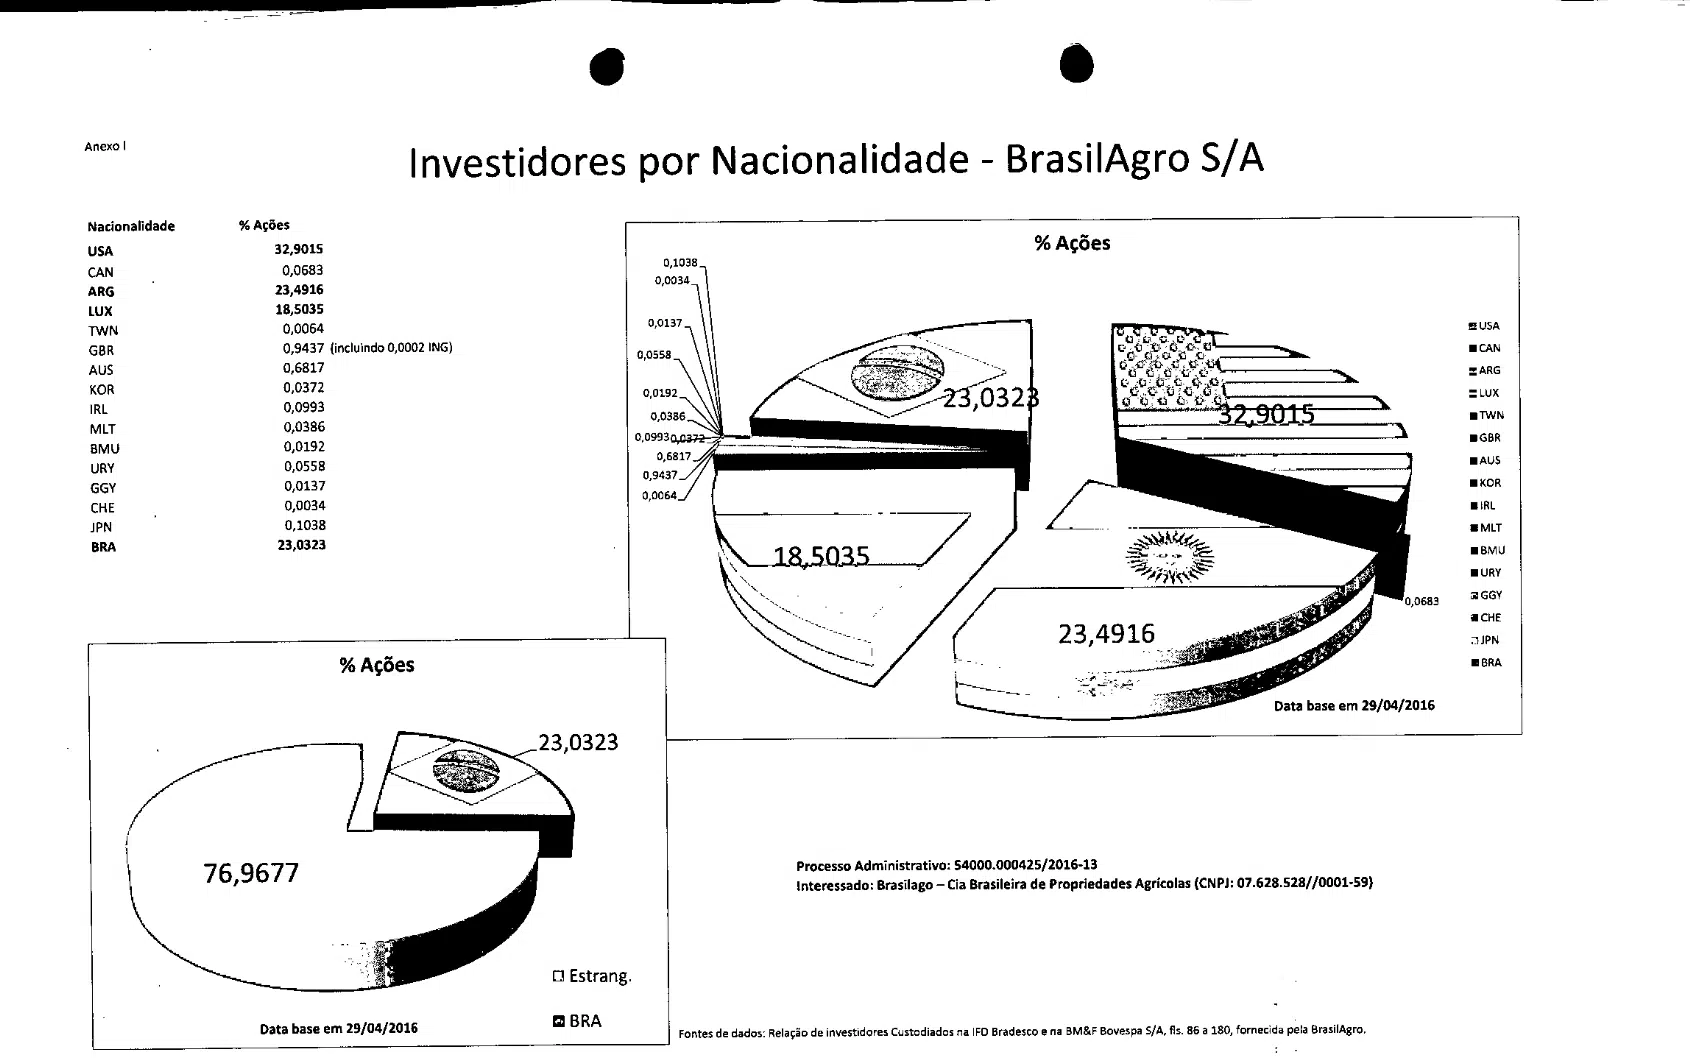 Anexo I
Investidores por Nacionalidade - BrasilAgro S/A
Nacionalidade % Ações
USA 32,9015
CAN 0,0683
ARG 23,4916
LUX 18,5035
TWN 0,0064
GBR 0,9437 (incluindo 0,0002 ING)
AUS 0,6817
KOR 0,0372
IRL 0,0993
MLT 0,0386
BMU 0,0192
URY 0,0558
GGY 0,0137
CHE 0,0034
JPN 0,1038
BRA 23,0323
% Ações
0,1038
0,0034
0,0137
0,0558
0,0192
0,0386
0,0993 0,0372
0,6817
0,9437
0,0064
23,0323
32,9015
18,5035
23,4916
0,0683
USA
CAN
ARG
LUX
TWN
GBR
AUS
KOR
IRL
MLT
BMU
URY
GGY
CHE
JPN
BRA
Data base em 29/04/2016
% Ações
23,0323
76,9677
Estrang.
BRA
Data base em 29/04/2016
Processo Administrativo: 54000.000425/2016-13
Interessado: Brasilago – Cia Brasileira de Propriedades Agrícolas (CNPJ: 07.628.528//0001-59)
Fontes de dados: Relação de investidores Custodiados na IFD Bradesco e na BM&F Bovespa S/A, fls. 86 a 180, fornecida pela BrasilAgro.